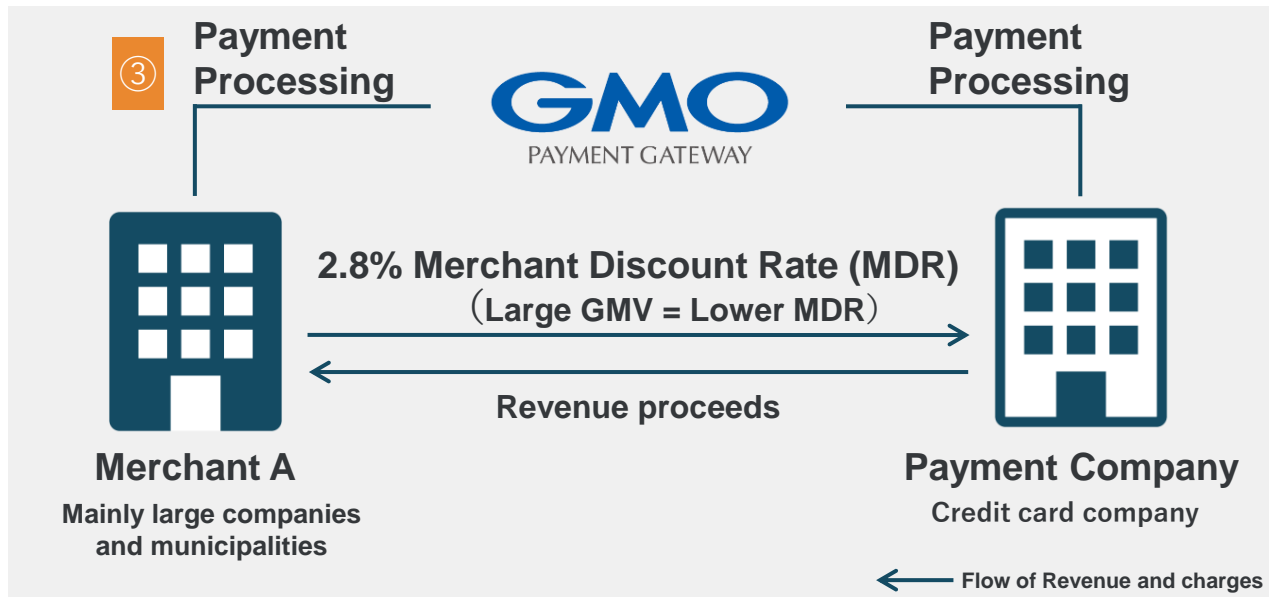 ③
Payment
Processing
GMO
PAYMENT GATEWAY
Payment
Processing
2.8% Merchant Discount Rate (MDR)
（Large GMV = Lower MDR）
Revenue proceeds
Merchant A
Mainly large companies
and municipalities
Payment Company
Credit card company
Flow of Revenue and charges